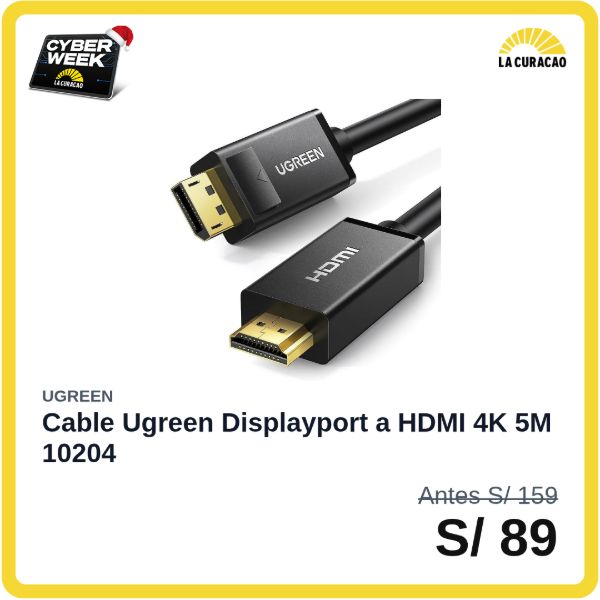 CYBER
WEEK
LA CURACAO
LA CURACAO
UGREEN
HDMI
UGREEN
Cable Ugreen Displayport a HDMI 4K 5M
10204
Antes S/ 159
S/ 89